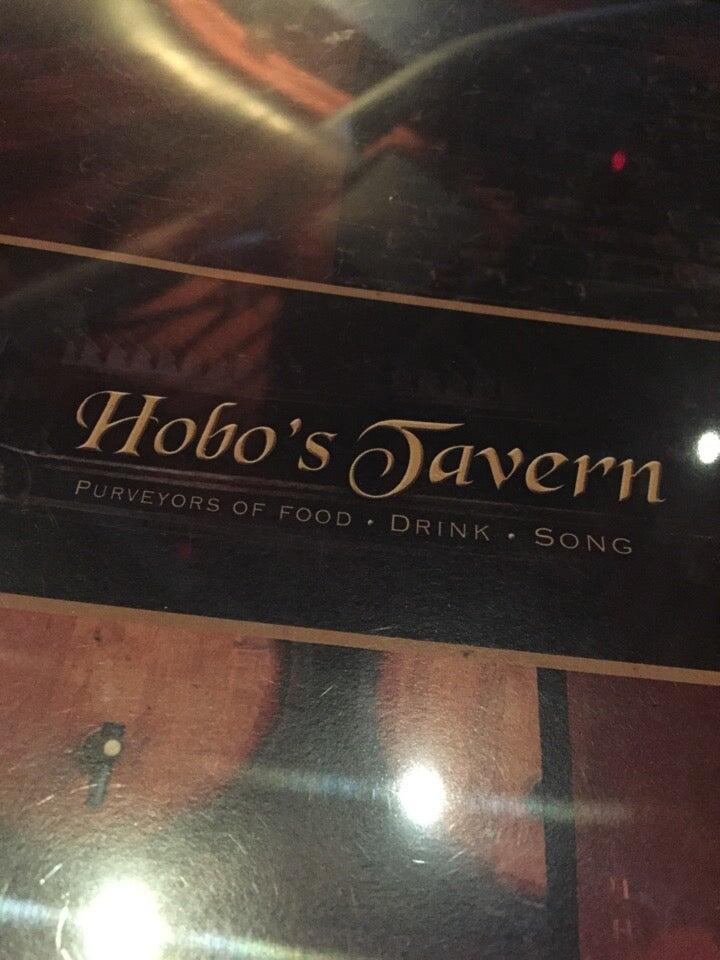 Hobo's Tavern
PURVEYORS OF FOOD • DRINK • SONG